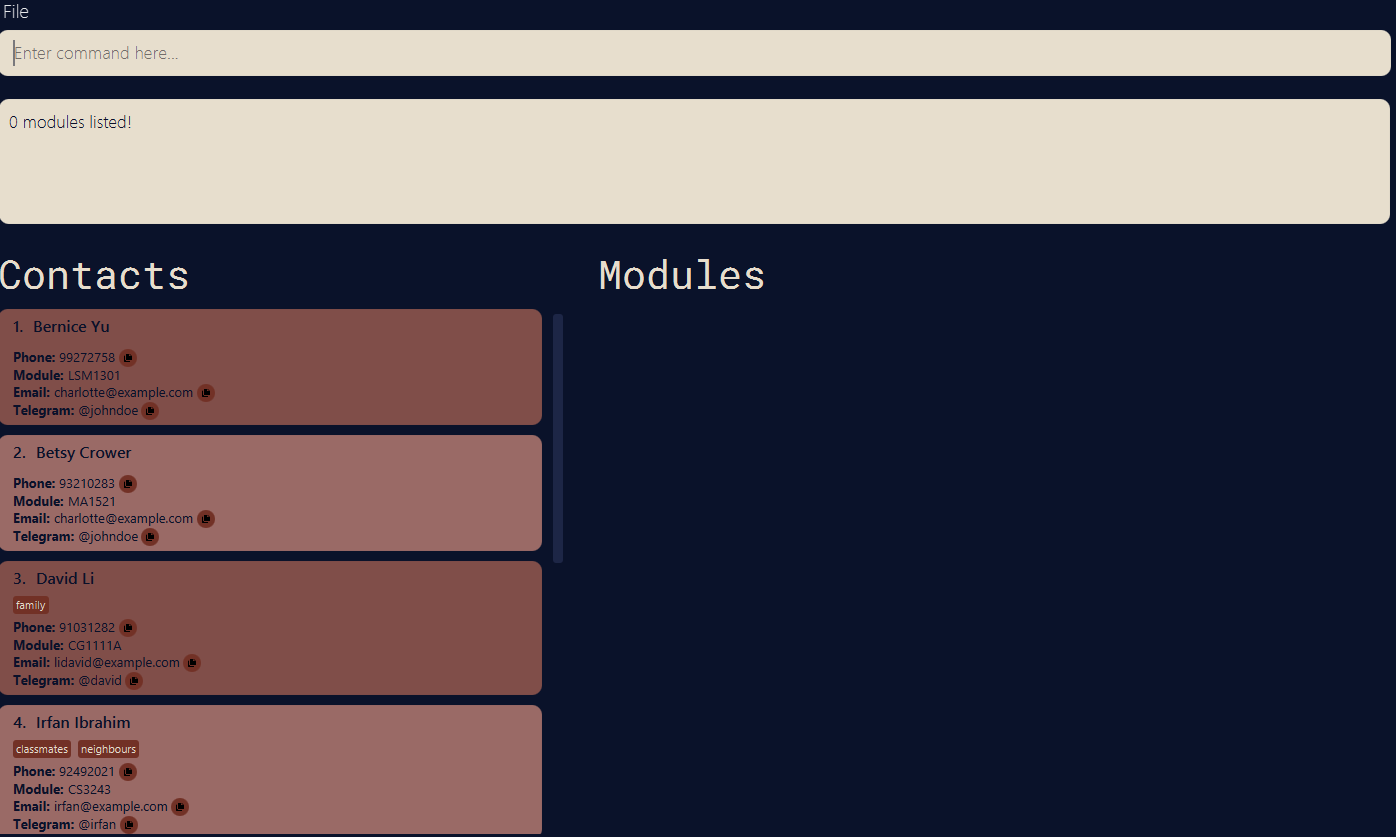 File
Enter command here...
0 modules listed!
Contacts
1. Bernice Yu
Phone: 99272758
Module: LSM1301
Email: charlotte@example.com
Telegram: @johndoe
2. Betsy Crower
Phone: 93210283
Module: MA1521
Email: charlotte@example.com
Telegram: @johndoe
3. David Li
family
Phone: 91031282
Module: CG1111A
Email: lidavid@example.com
Telegram: @david
4. Irfan Ibrahim
classmates neighbours
Phone: 92492021
Module: CS3243
Email: irfan@example.com
Telegram: @irfan
Modules